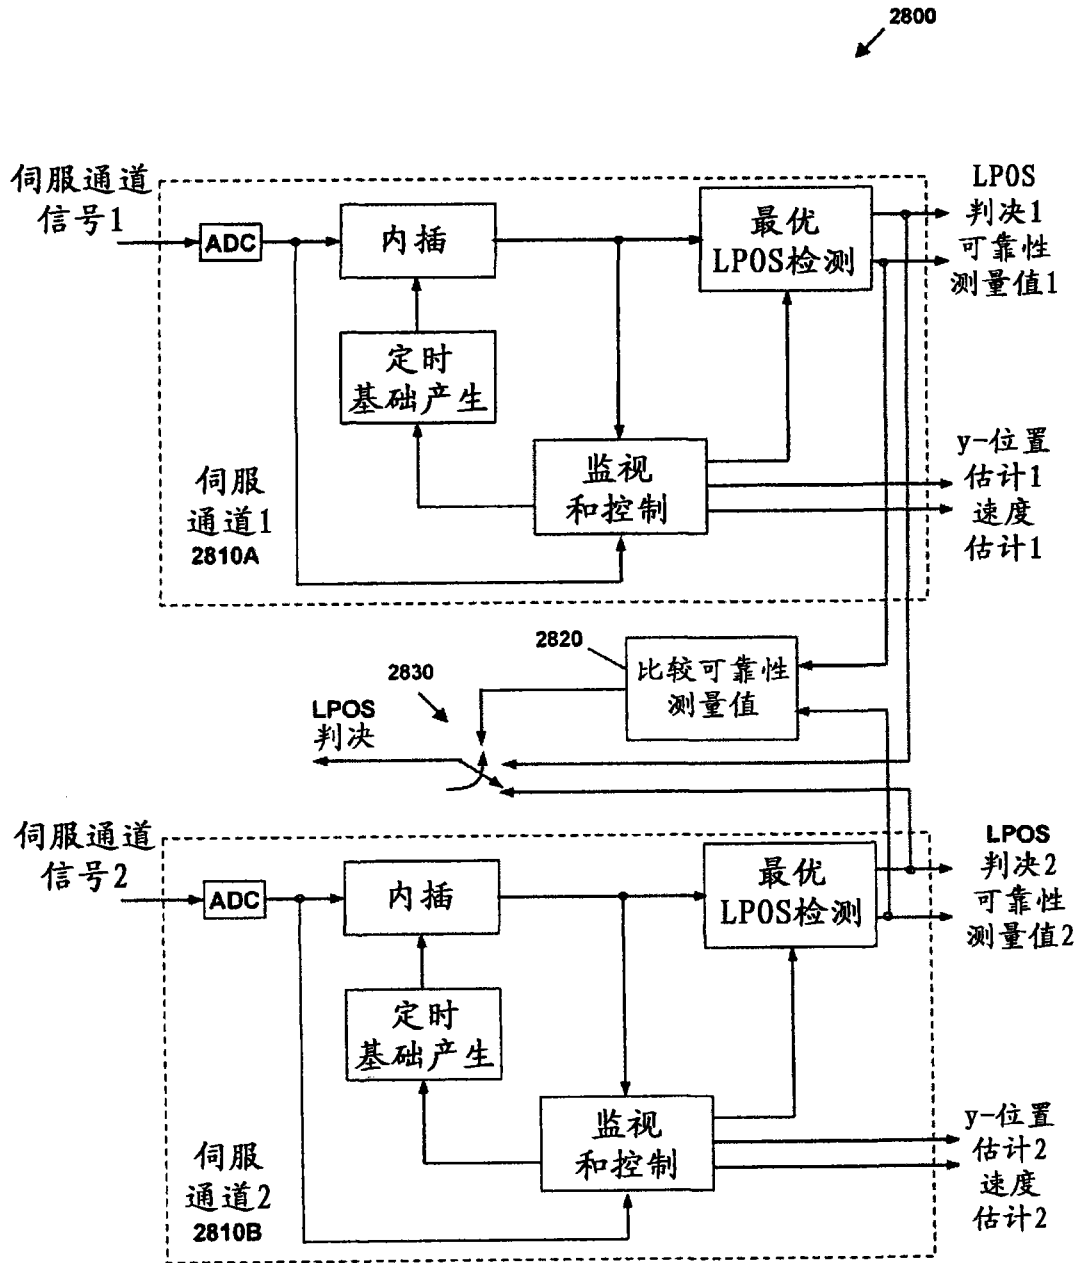 2800
伺服通道
信号1
ADC
内插
最优
LPOS检测
LPOS
判决1
可靠性
测量值1
定时
基础产生
监视
和控制
y-位置
估计1
速度
估计1
伺服
通道1
2810A
2820
比较可靠性
测量值
2830
LPOS
判决
伺服通道
信号2
ADC
内插
最优
LPOS检测
LPOS
判决2
可靠性
测量值2
定时
基础产生
监视
和控制
y-位置
估计2
速度
估计2
伺服
通道2
2810B